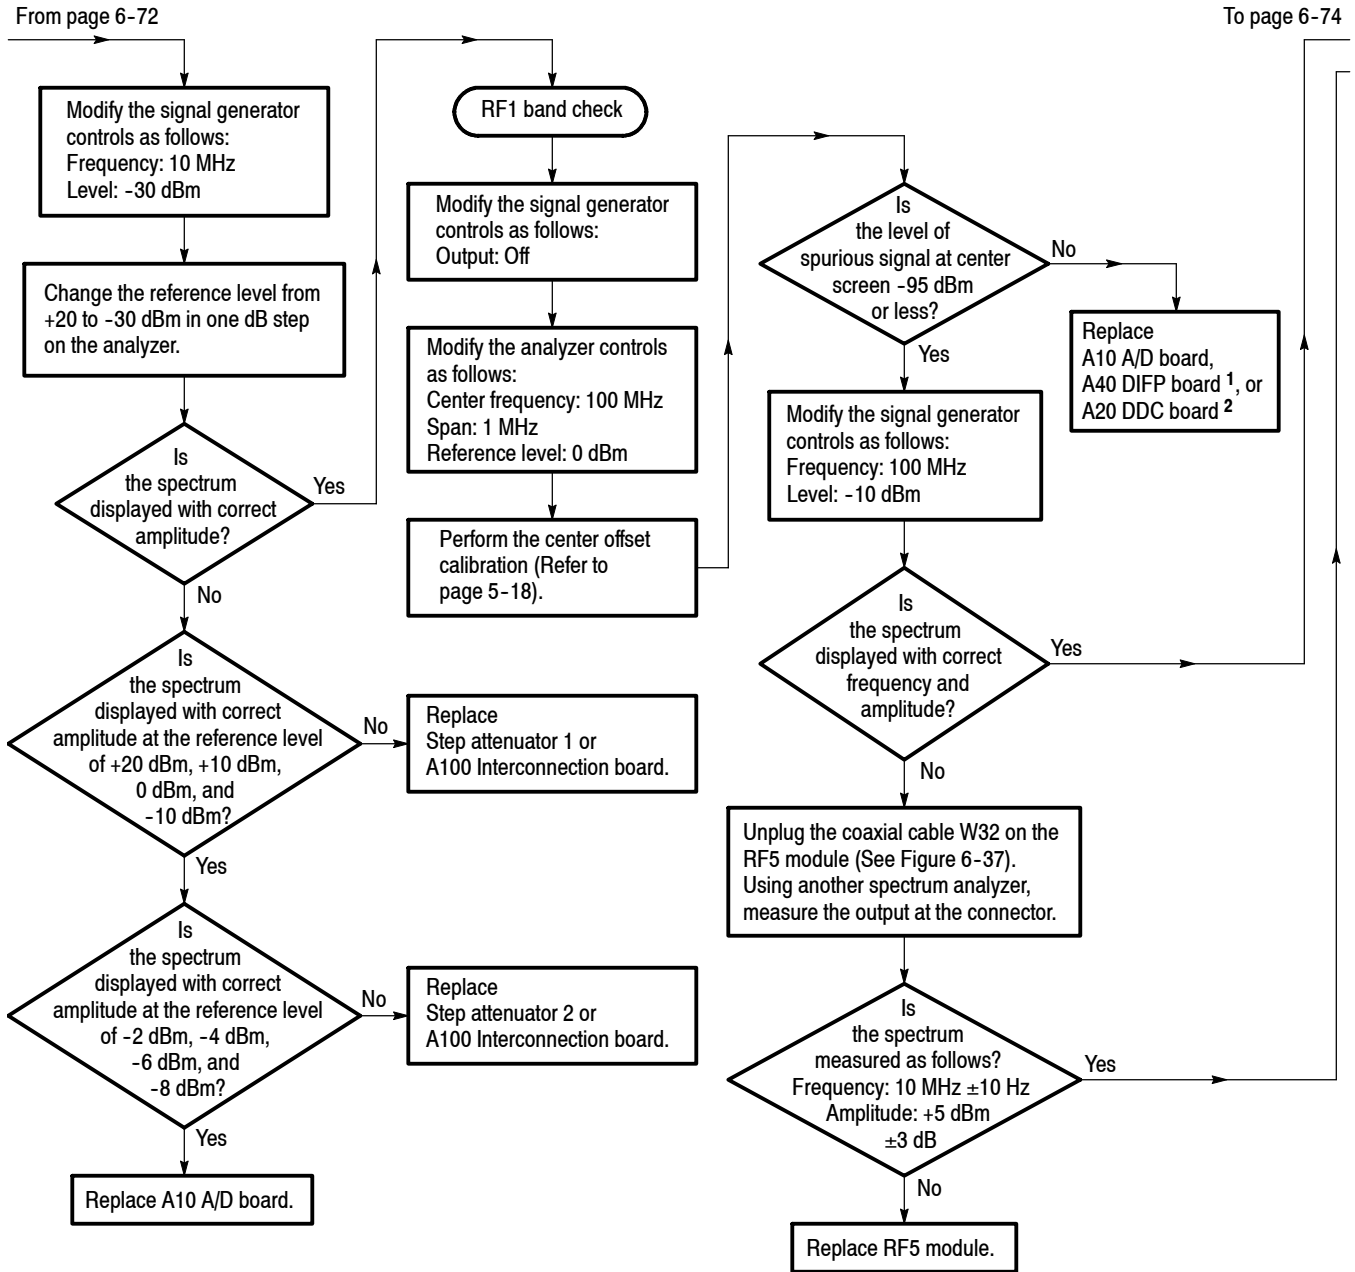 From page 6-72
To page 6-74
Modify the signal generator
controls as follows:
Frequency: 10 MHz
Level: -30 dBm
Change the reference level from
+20 to -30 dBm in one dB step
on the analyzer.
Is
the spectrum
displayed with correct
amplitude?
Yes
No
Is
the spectrum
displayed with correct
amplitude at the reference level
of +20 dBm, +10 dBm,
0 dBm, and
-10 dBm?
No
Replace
Step attenuator 1 or
A100 Interconnection board.
Yes
Is
the spectrum
displayed with correct
amplitude at the reference level
of -2 dBm, -4 dBm,
-6 dBm, and
-8 dBm?
No
Replace
Step attenuator 2 or
A100 Interconnection board.
Yes
Replace A10 A/D board.
RF1 band check
Modify the signal generator
controls as follows:
Output: Off
Modify the analyzer controls
as follows:
Center frequency: 100 MHz
Span: 1 MHz
Reference level: 0 dBm
Perform the center offset
calibration (Refer to
page 5-18).
Is
the level of
spurious signal at center
screen -95 dBm
or less?
No
Replace
A10 A/D board,
A40 DIFP board 1, or
A20 DDC board 2
Yes
Modify the signal generator
controls as follows:
Frequency: 100 MHz
Level: -10 dBm
Is
the spectrum
displayed with correct
frequency and
amplitude?
Yes
No
Unplug the coaxial cable W32 on the
RF5 module (See Figure 6-37).
Using another spectrum analyzer,
measure the output at the connector.
Is
the spectrum
measured as follows?
Frequency: 10 MHz ±10 Hz
Amplitude: +5 dBm
±3 dB
Yes
No
Replace RF5 module.